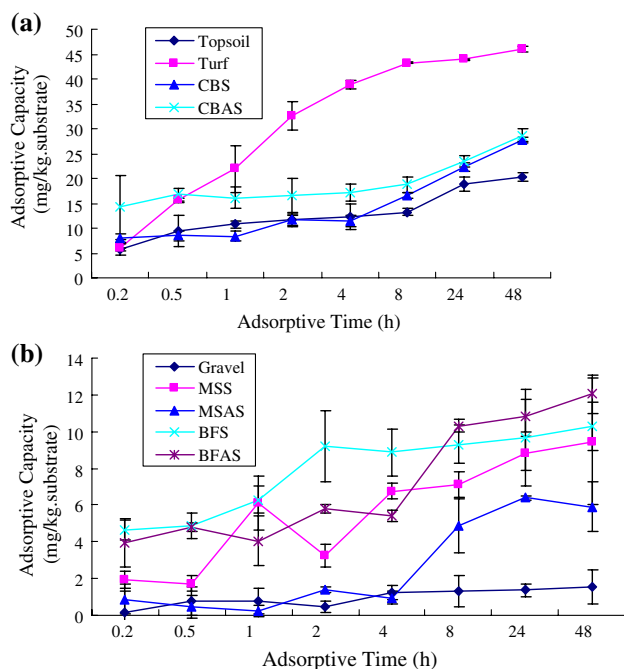 (a)
Topsoil
Turf
CBS
CBAS
Adsorptive Capacity
(mg/kg.substrate)
50
45
40
35
30
25
20
15
10
5
0
0.2 0.5 1 2 4 8 24 48
Adsorptive Time (h)
(b)
Gravel
MSS
MSAS
BFS
BFAS
Adsorptive Capacity
(mg/kg.substrate)
14
12
10
8
6
4
2
0
0.2 0.5 1 2 4 8 24 48
Adsorptive Time (h)